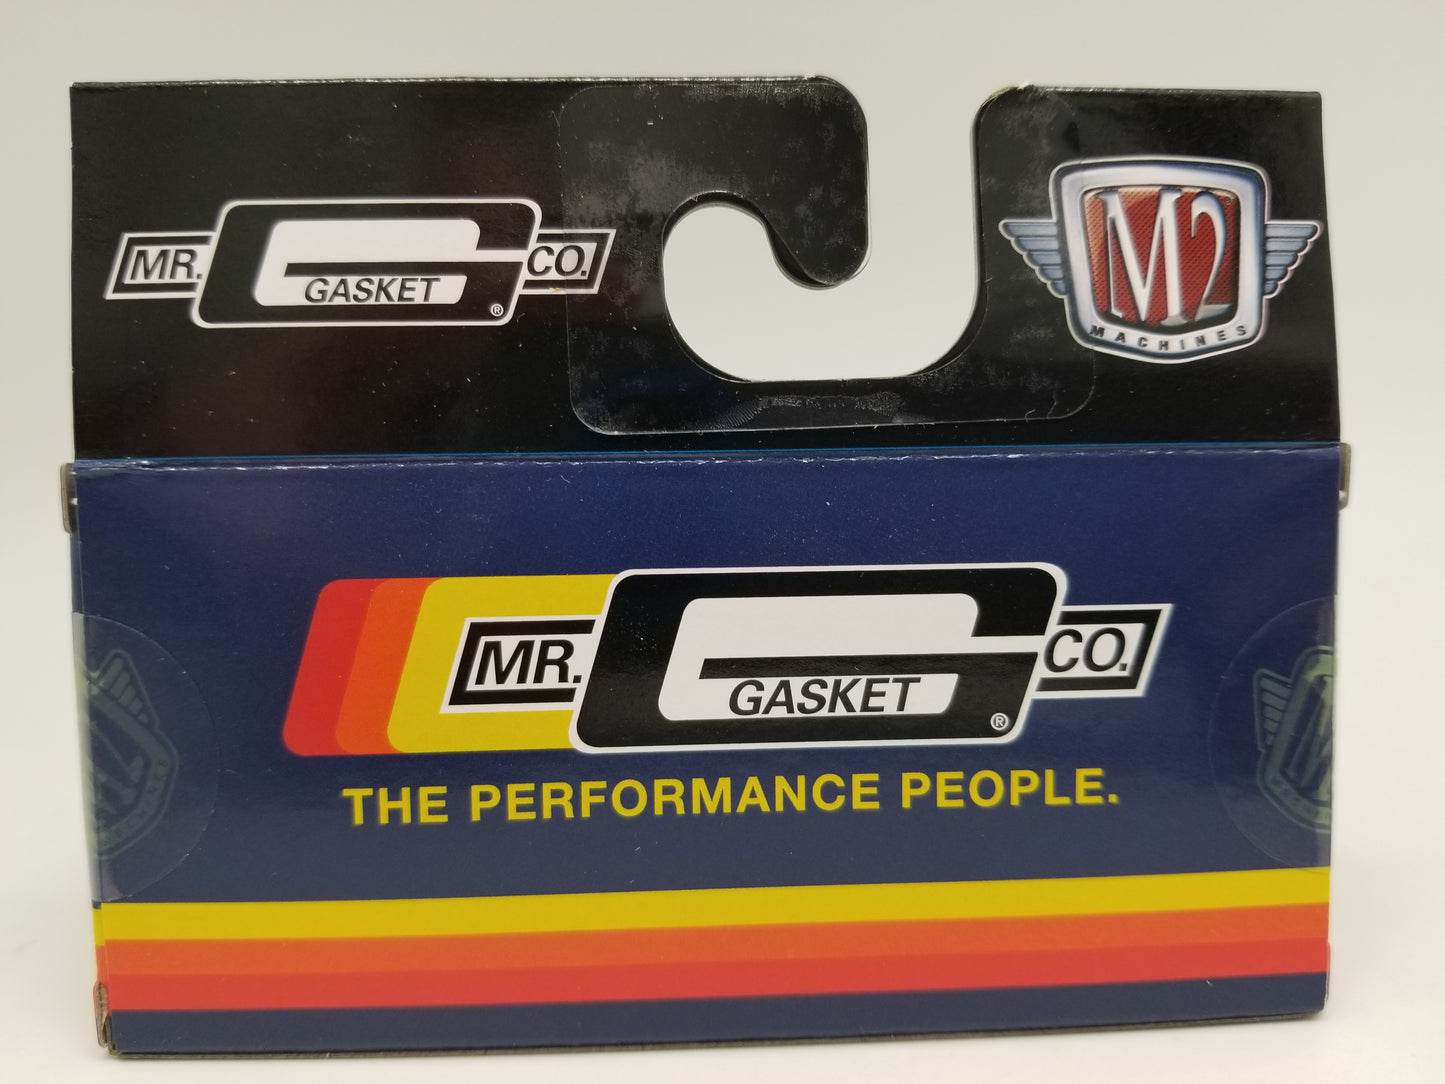 MR. GASKET CO.
®
M2
MACHINES
MR. GASKET CO.
®
THE PERFORMANCE PEOPLE.